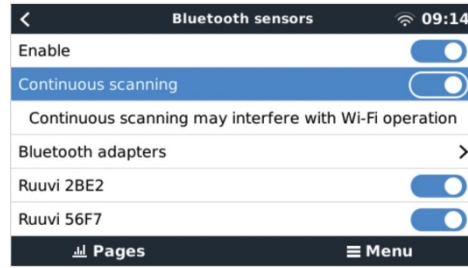 Bluetooth sensors 09:14
Enable
Continuous scanning
Continuous scanning may interfere with Wi-Fi operation
Bluetooth adapters
Ruuvi 2BE2
Ruuvi 56F7
Pages Menu